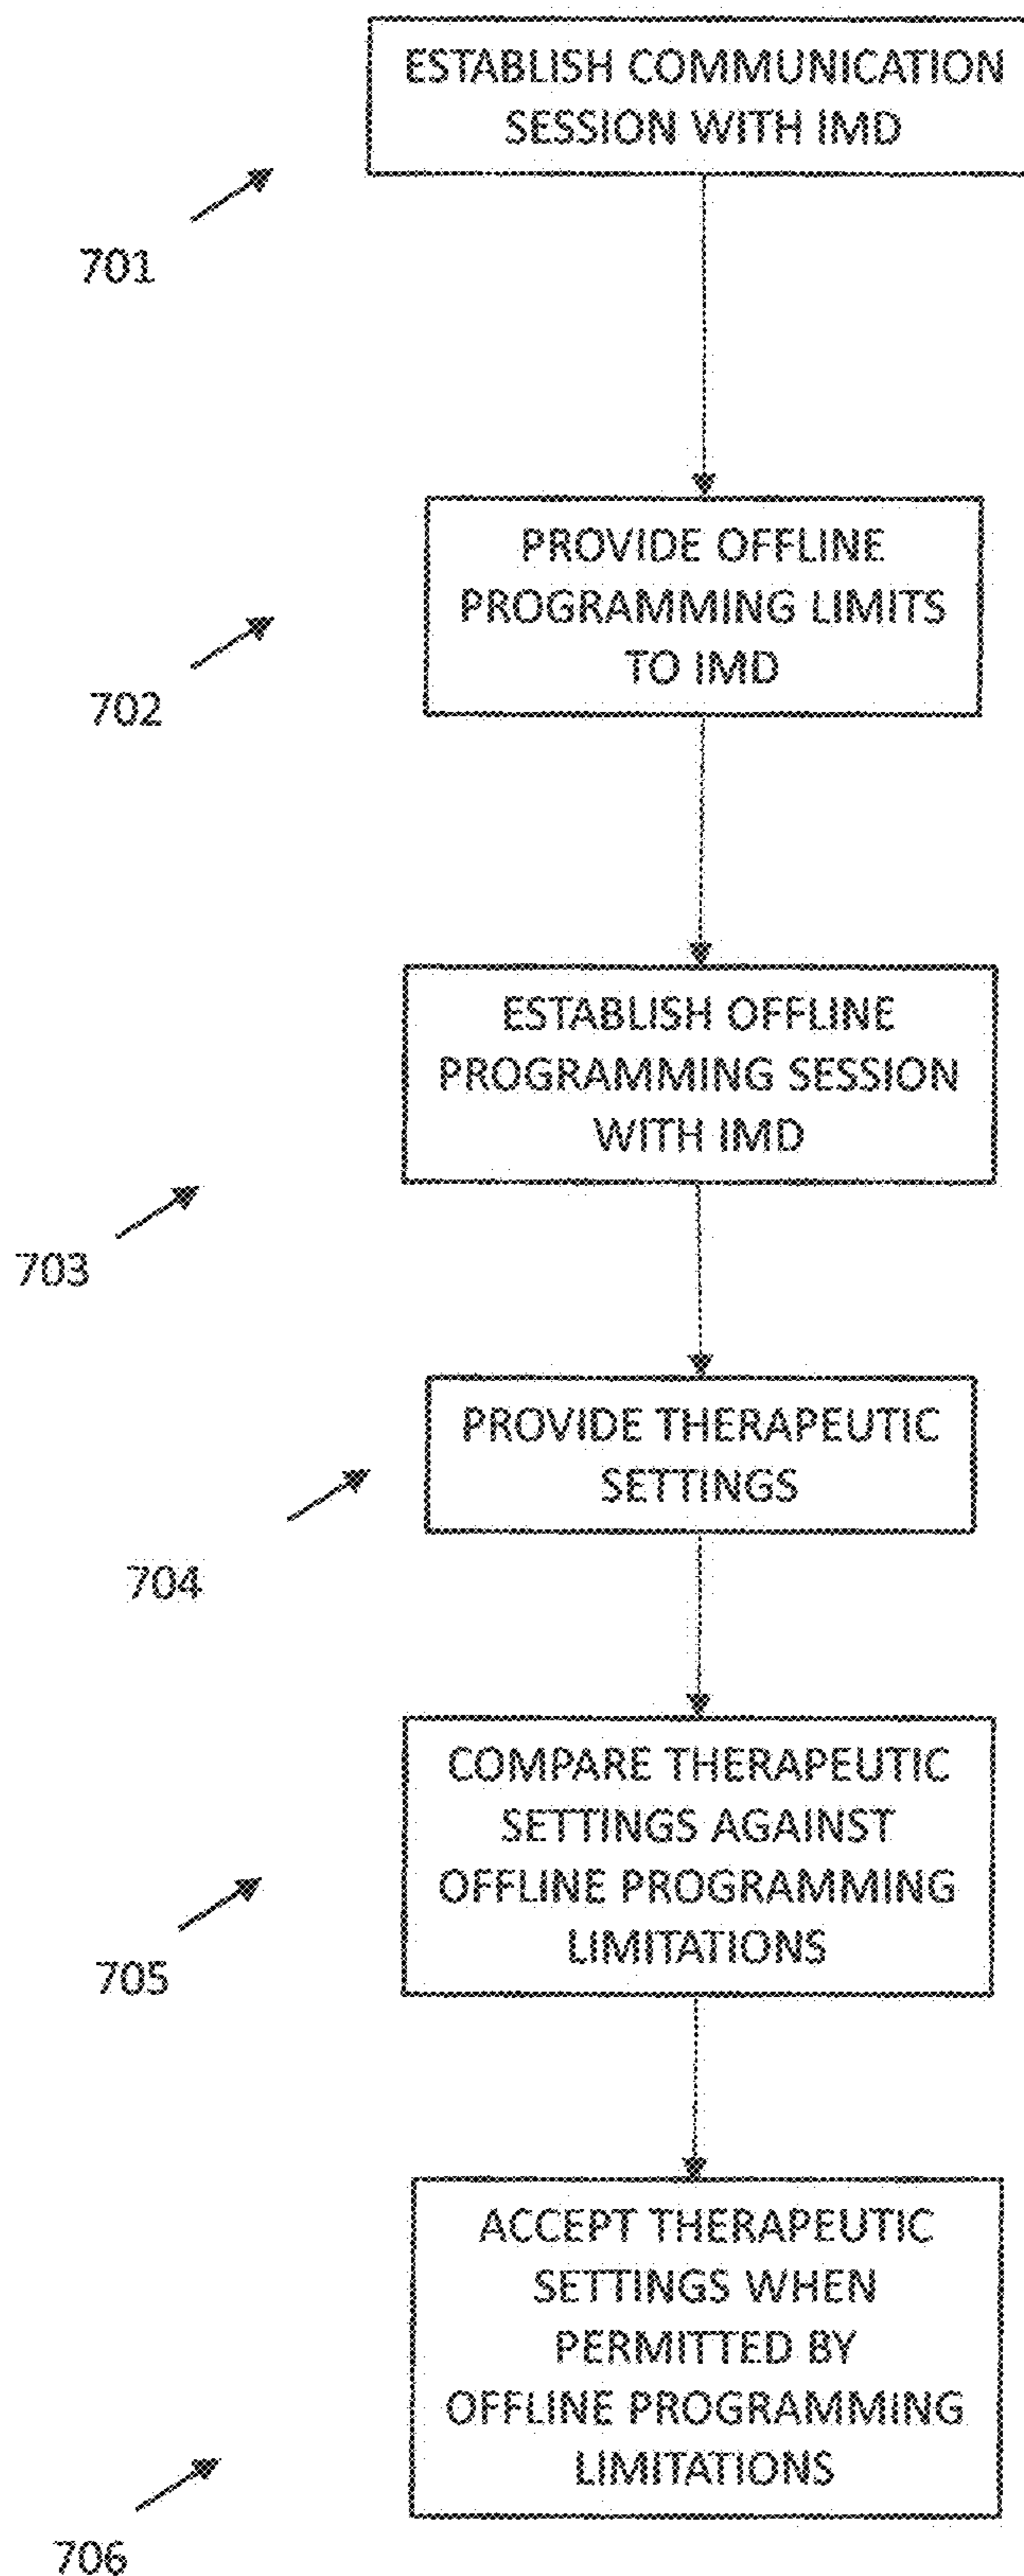 ESTABLISH COMMUNICATION
SESSION WITH IMD
701
PROVIDE OFFLINE
PROGRAMMING LIMITS
TO IMD
702
ESTABLISH OFFLINE
PROGRAMMING SESSION
WITH IMD
703
PROVIDE THERAPEUTIC
SETTINGS
704
COMPARE THERAPEUTIC
SETTINGS AGAINST
OFFLINE PROGRAMMING
LIMITATIONS
705
ACCEPT THERAPEUTIC
SETTINGS WHEN
PERMITTED BY
OFFLINE PROGRAMMING
LIMITATIONS
706